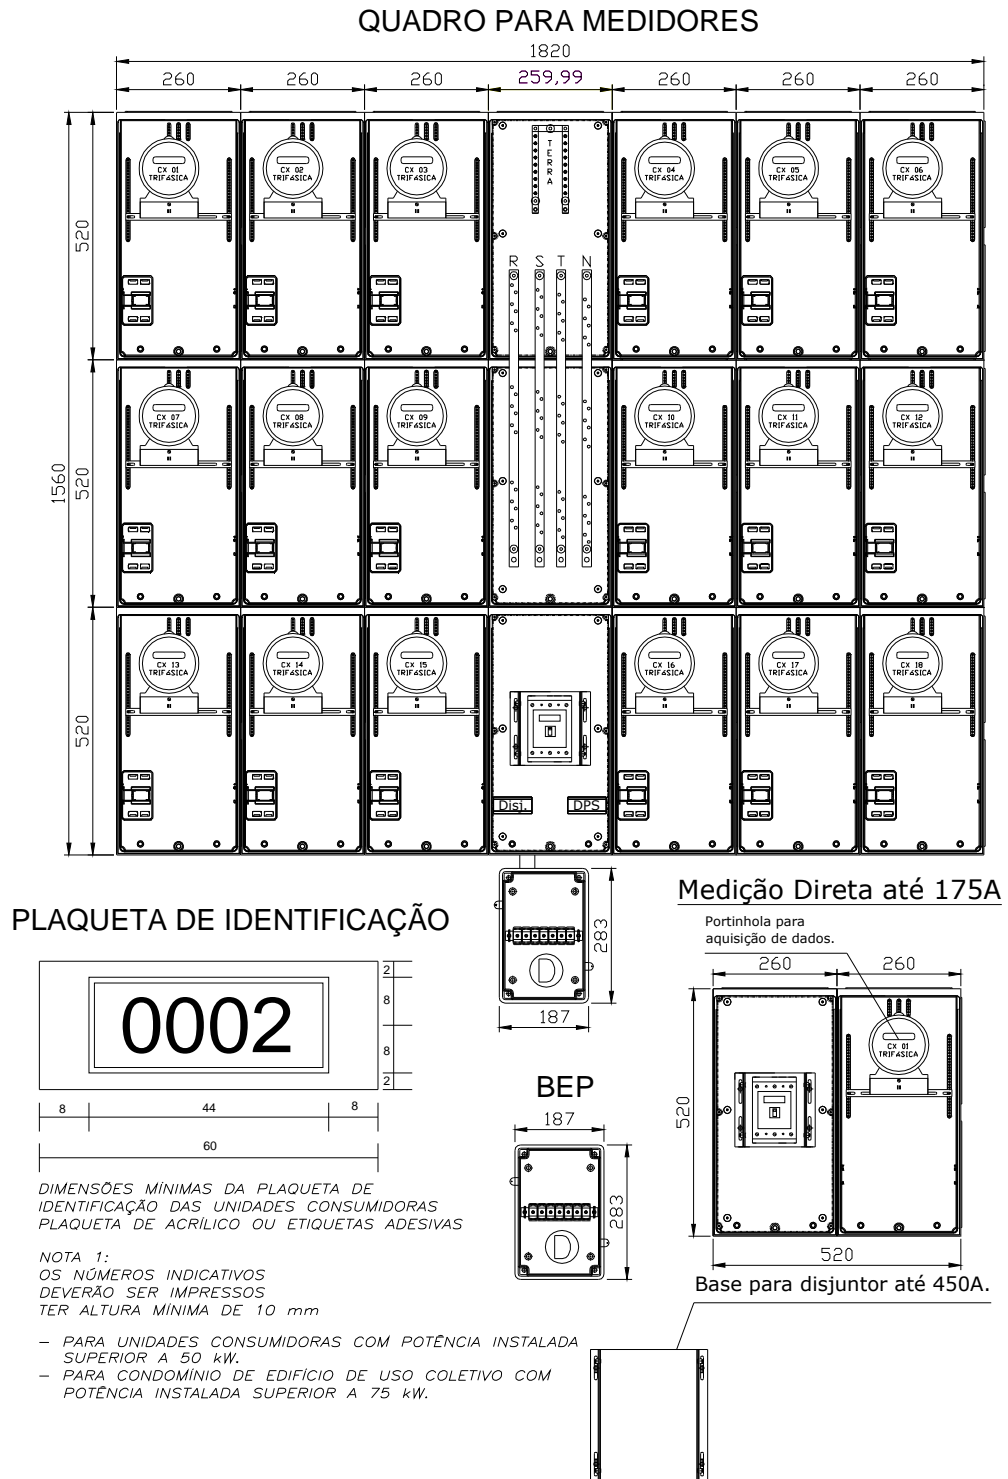 QUADRO PARA MEDIDORES
1820
260 260 260 259,99 260 260 260
1560
520
CX 01
TRIFÁSICA
CX 02
TRIFÁSICA
CX 03
TRIFÁSICA
TERRA
CX 04
TRIFÁSICA
CX 05
TRIFÁSICA
CX 06
TRIFÁSICA
R S T N
520
CX 07
TRIFÁSICA
CX 08
TRIFÁSICA
CX 09
TRIFÁSICA
CX 10
TRIFÁSICA
CX 11
TRIFÁSICA
CX 12
TRIFÁSICA
520
CX 13
TRIFÁSICA
CX 14
TRIFÁSICA
CX 15
TRIFÁSICA
CX 16
TRIFÁSICA
CX 17
TRIFÁSICA
CX 18
TRIFÁSICA
Disj. DPS
D
283
187
PLAQUETA DE IDENTIFICAÇÃO
0002
2
8
8
2
8 44 8
60
DIMENSÕES MÍNIMAS DA PLAQUETA DE
IDENTIFICAÇÃO DAS UNIDADES CONSUMIDORAS
PLAQUETA DE ACRÍLICO OU ETIQUETAS ADESIVAS
NOTA 1:
OS NÚMEROS INDICATIVOS
DEVERÃO SER IMPRESSOS
TER ALTURA MÍNIMA DE 10 mm
– PARA UNIDADES CONSUMIDORAS COM POTÊNCIA INSTALADA
SUPERIOR A 50 kW.
– PARA CONDOMÍNIO DE EDIFÍCIO DE USO COLETIVO COM
POTÊNCIA INSTALADA SUPERIOR A 75 kW.
BEP
187
283
D
Medição Direta até 175A
Portinhola para
aquisição de dados.
260 260
520
CX 01
TRIFÁSICA
520
Base para disjuntor até 450A.